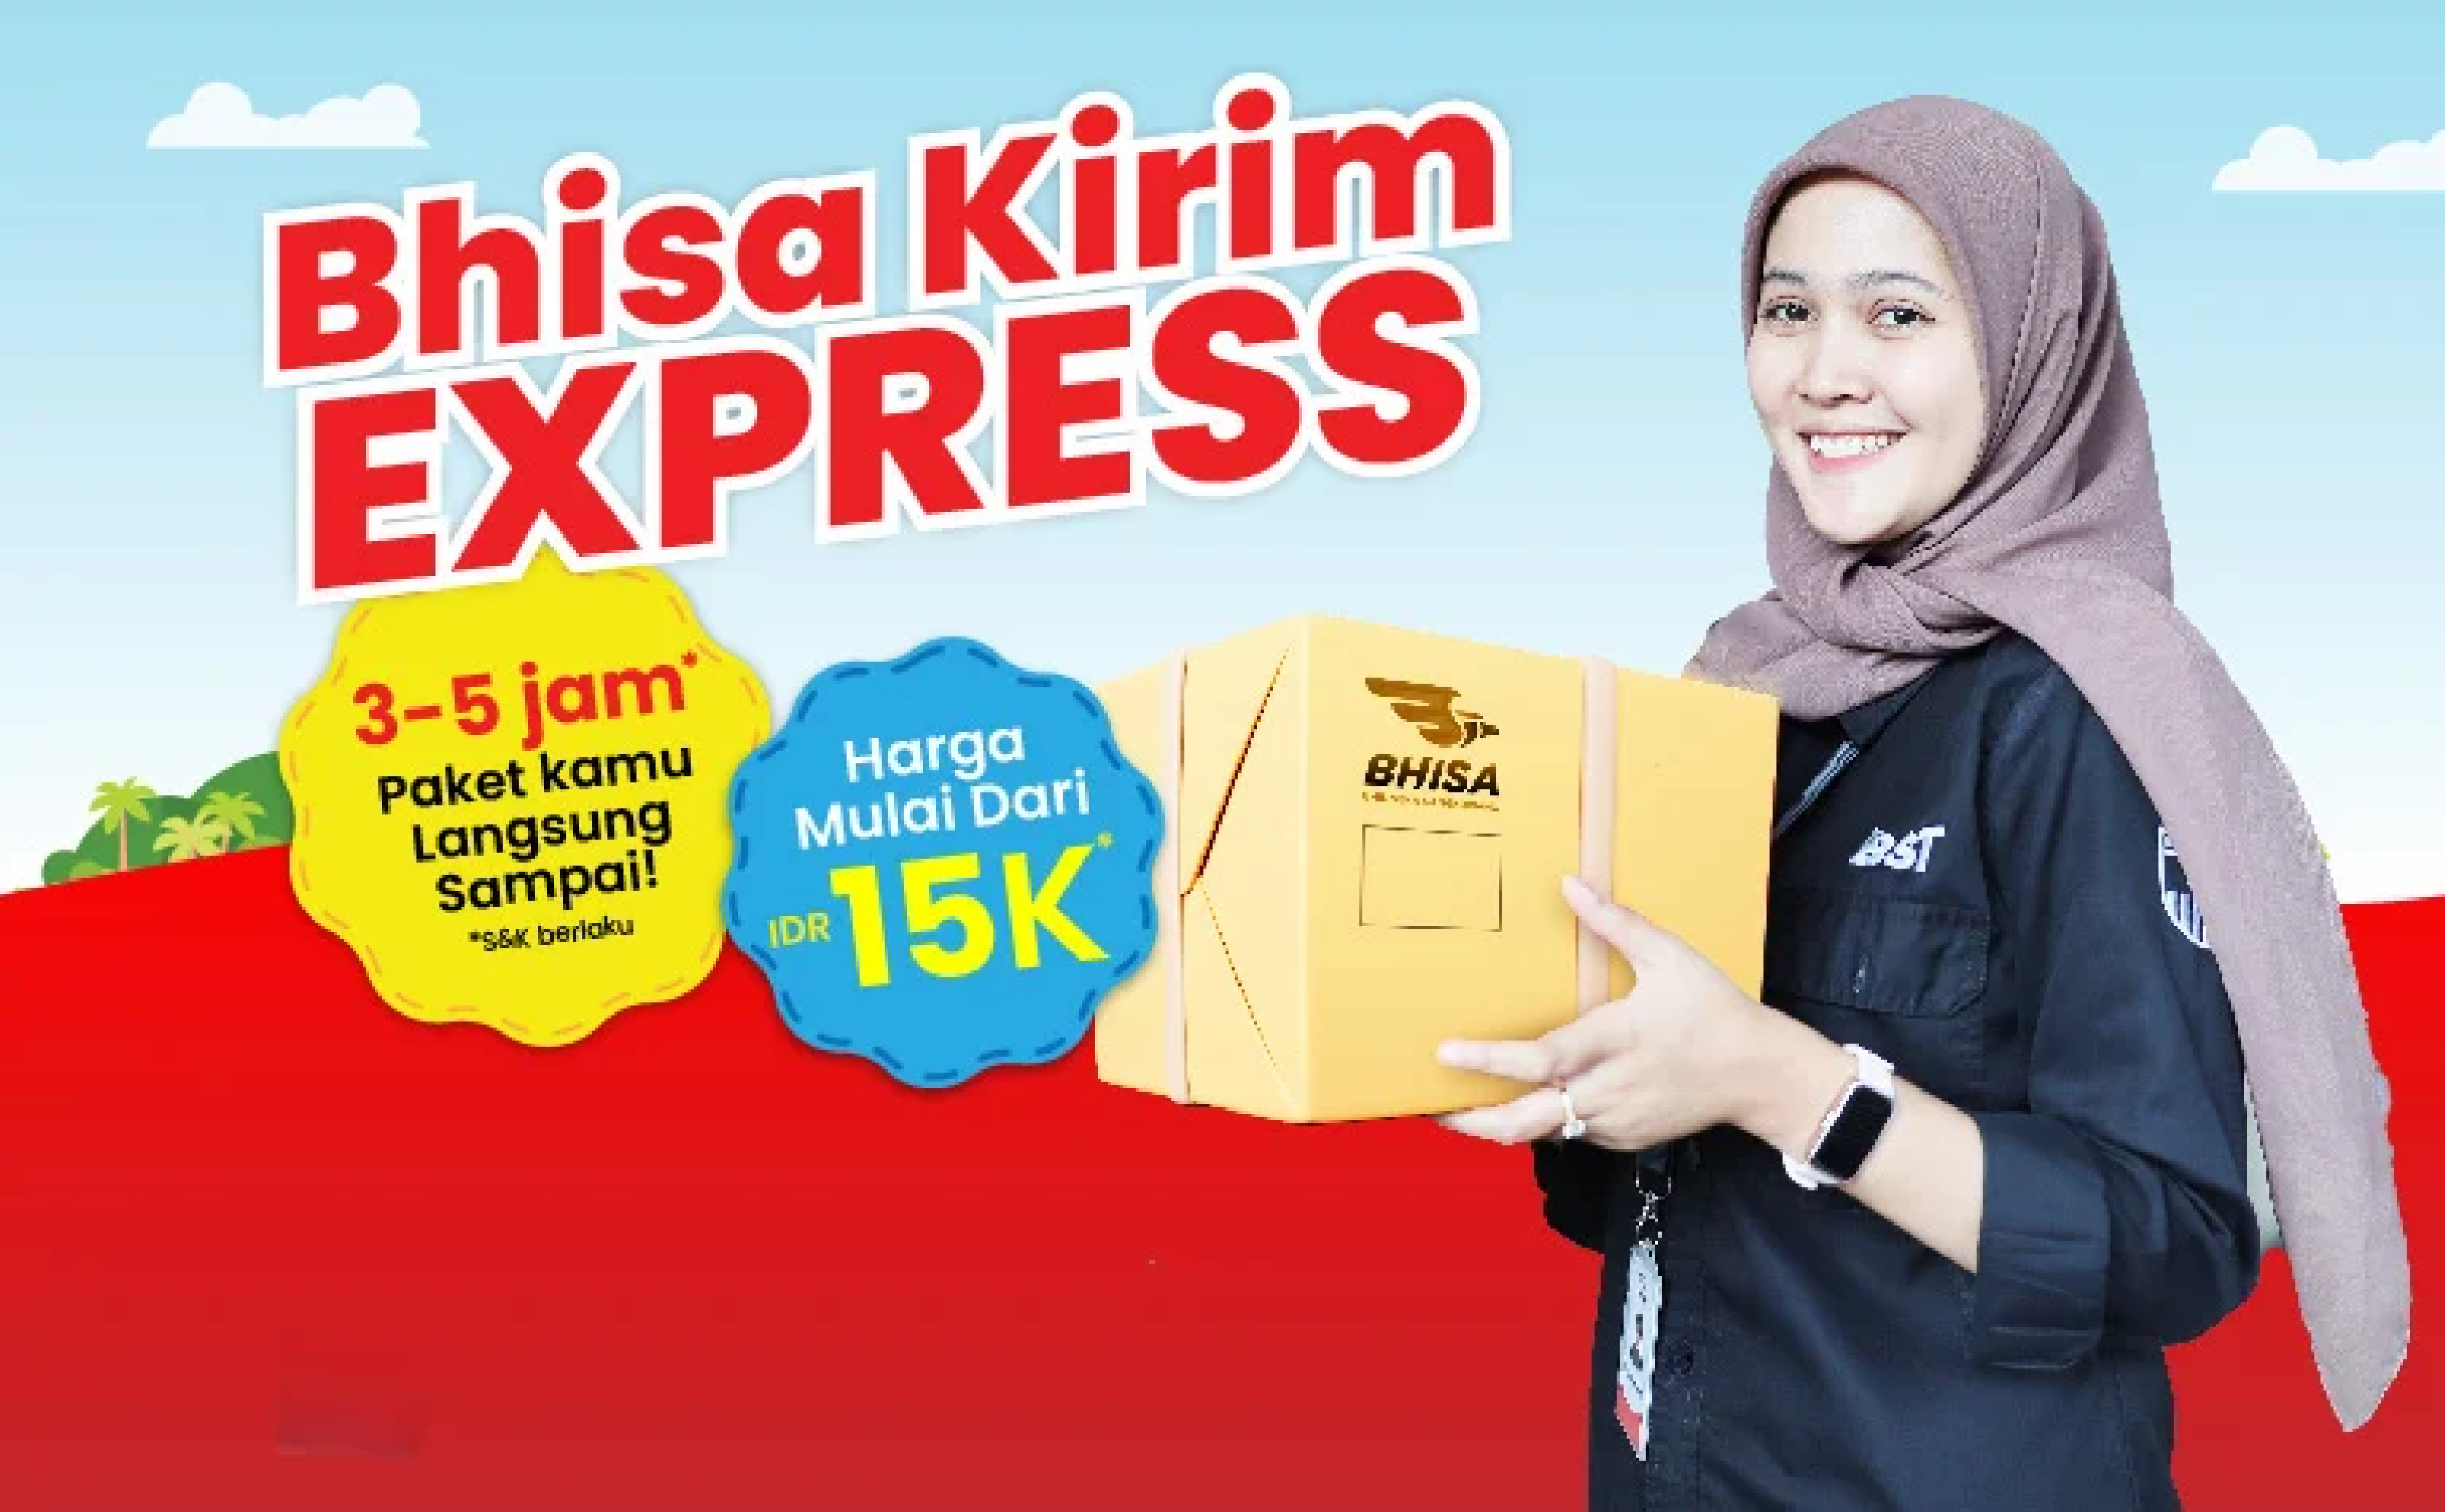 Bhisa Kirim
EXPRESS
3-5 jam*
Paket kamu
Langsung
Sampai!
*S&K berlaku
Harga
Mulai Dari
IDR 15K*
BHISA
BST